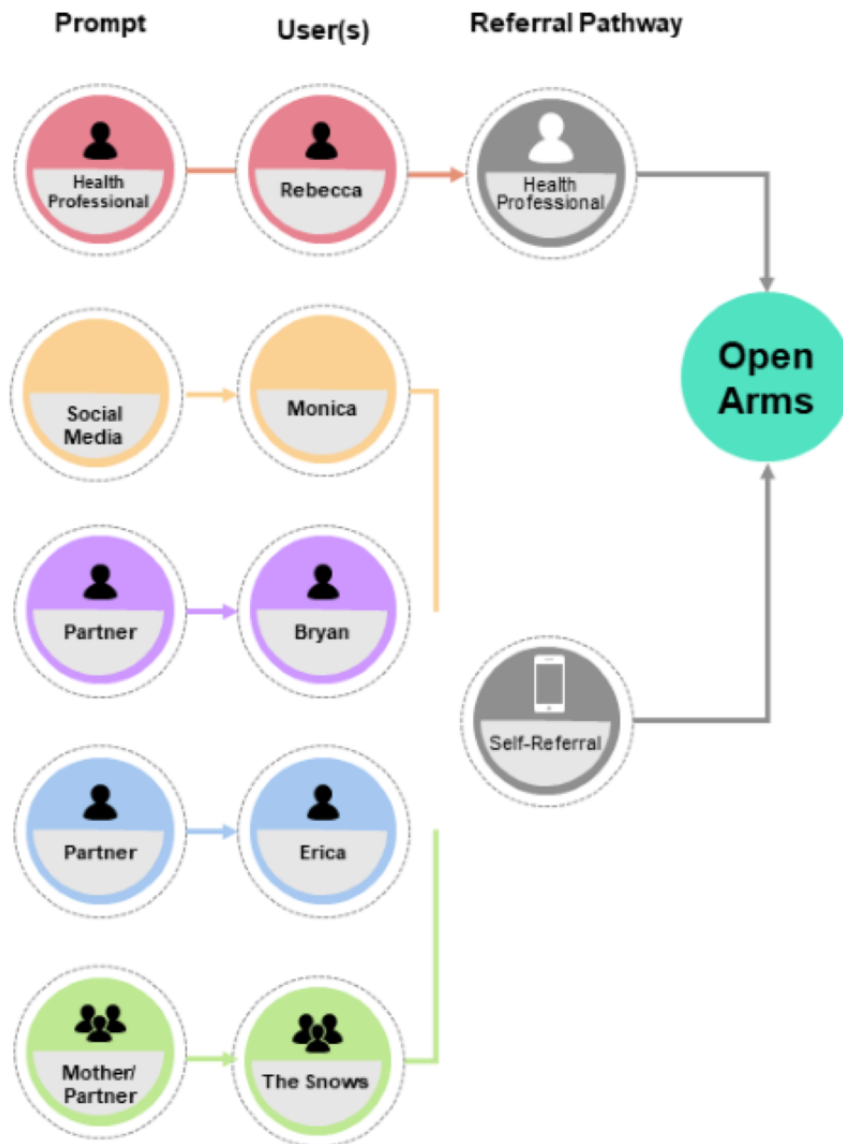 Prompt
User(s)
Referral Pathway
Health
Professional
Rebecca
Health
Professional
Open
Arms
Social
Media
Monica
Partner
Bryan
Self-Referral
Partner
Erica
Mother/
Partner
The Snows